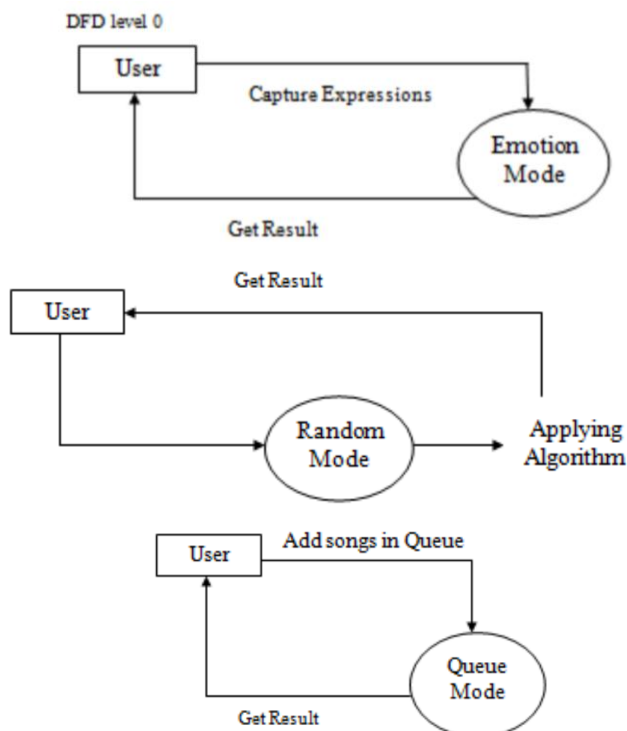 DFD level 0
User
Capture Expressions
Emotion
Mode
Get Result
Get Result
User
Random
Mode
Applying
Algorithm
User
Add songs in Queue
Queue
Mode
Get Result